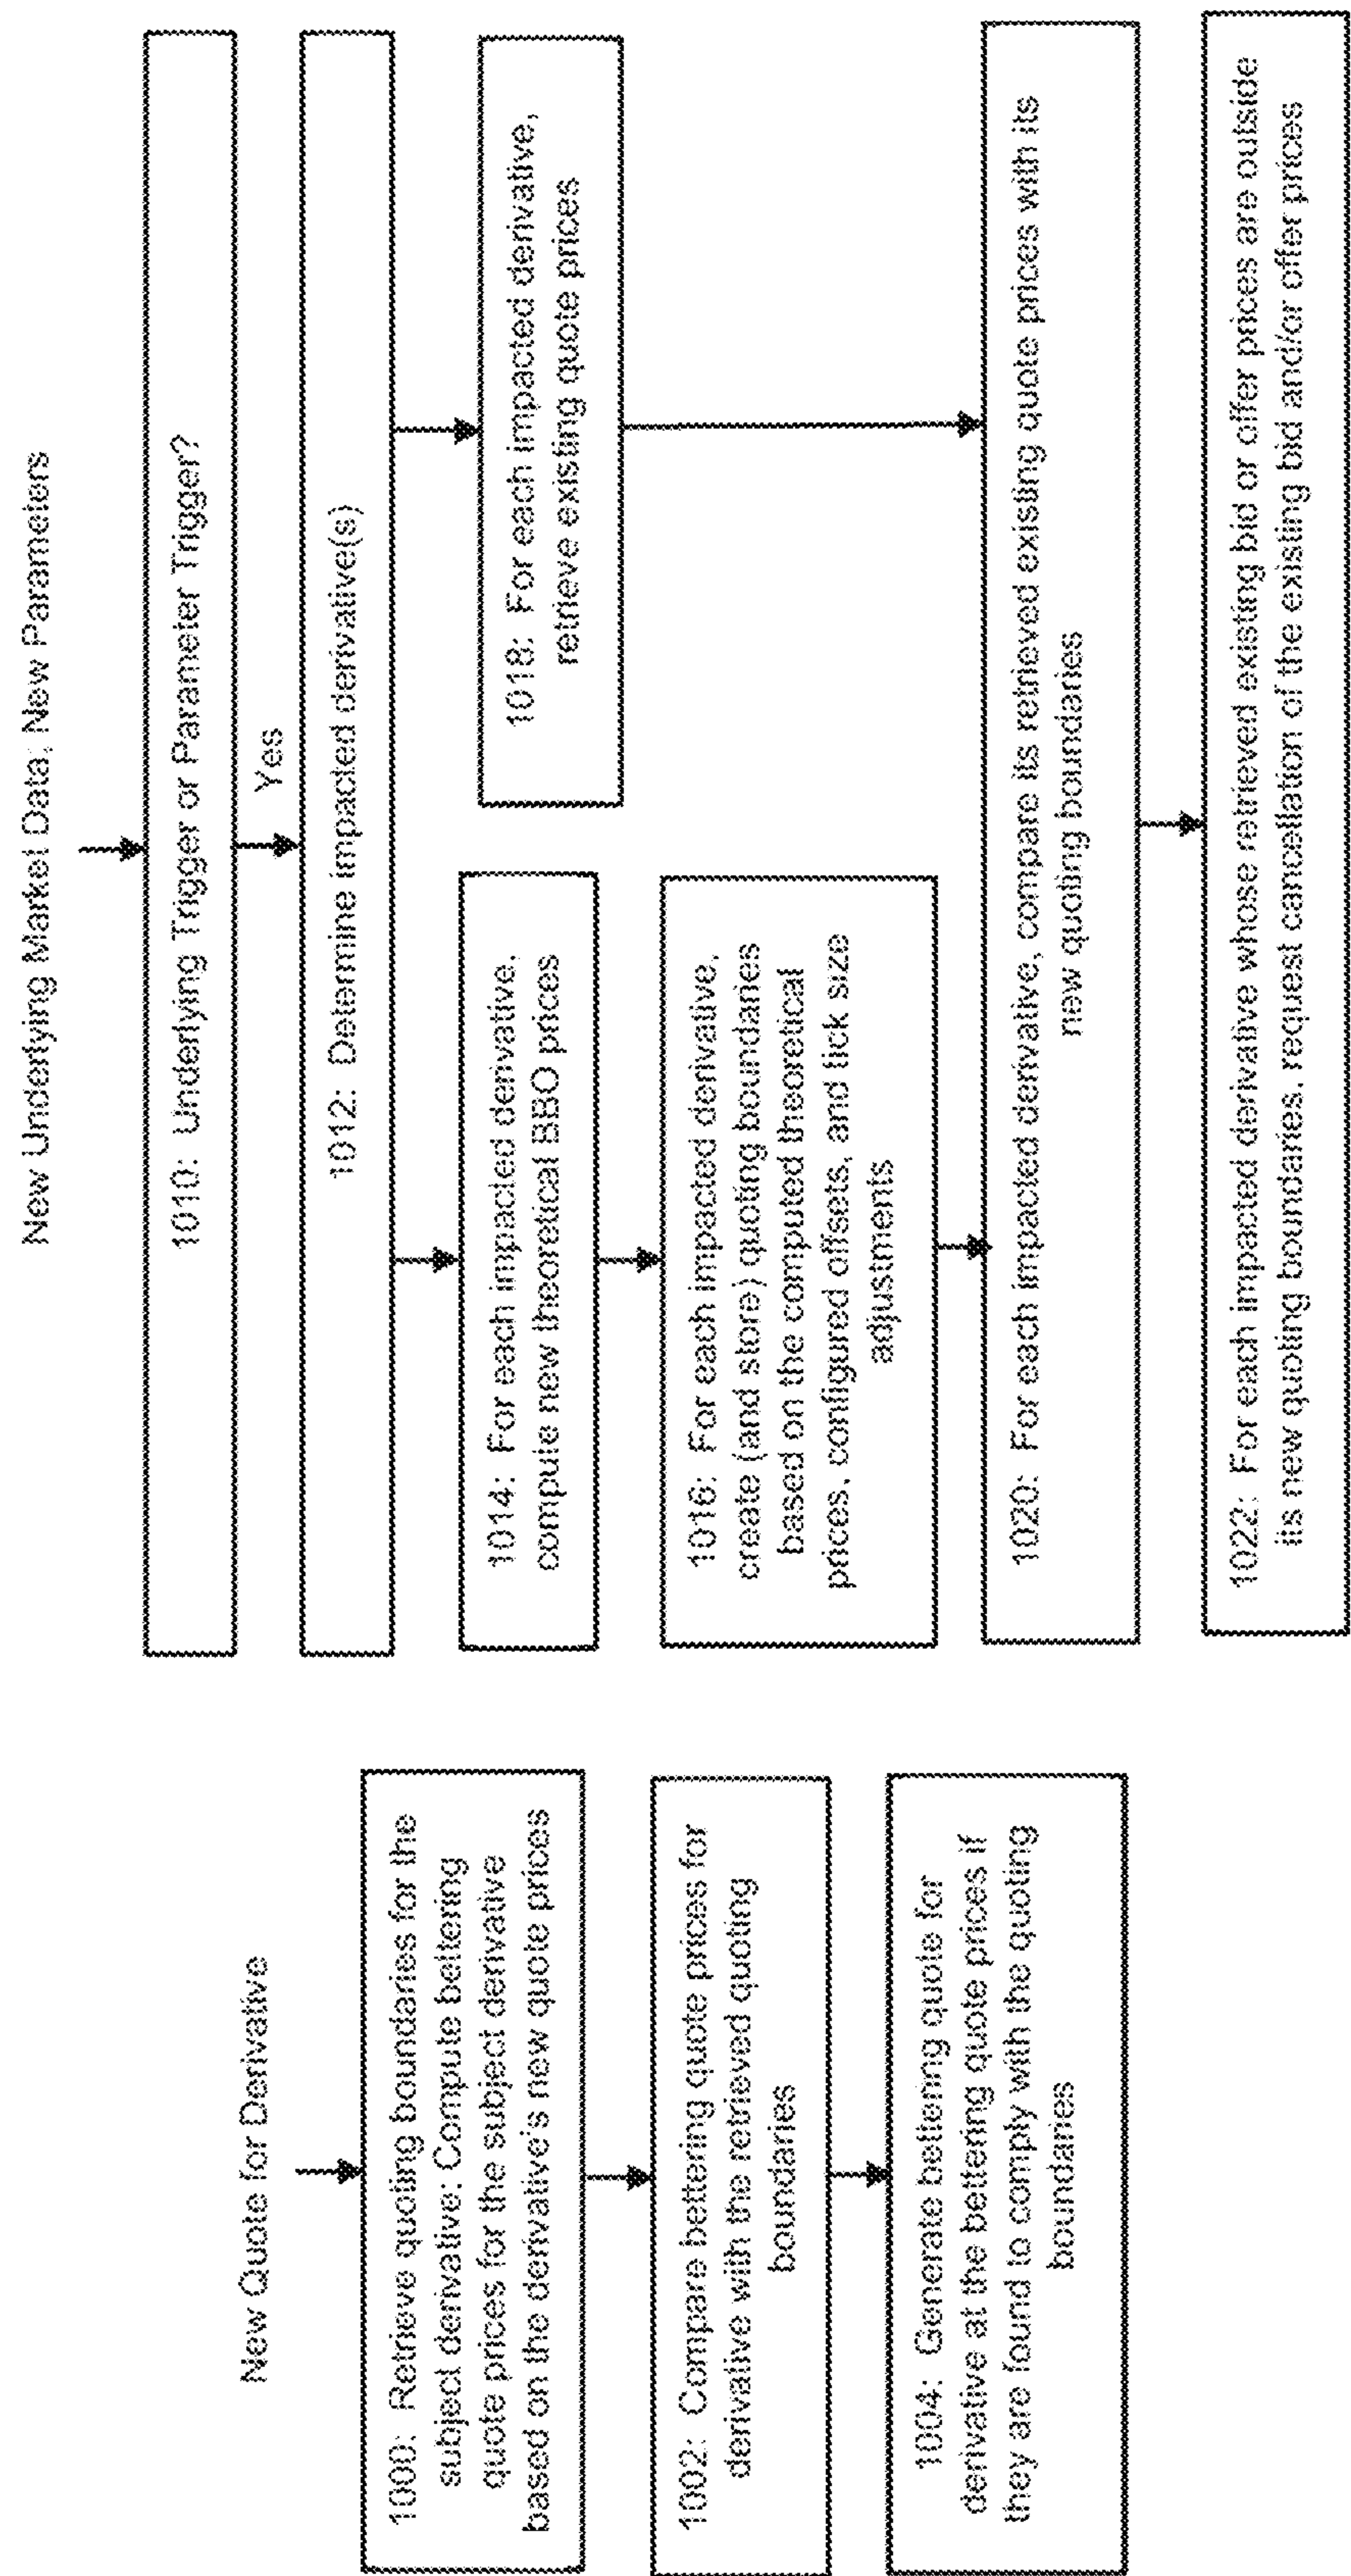 New Quote for Derivative
1000: Retrieve quoting boundaries for the
subject derivative; Compute bettering
quote prices for the subject derivative
based on the derivative's new quote prices
1002: Compare bettering quote prices for
derivative with the retrieved quoting
boundaries
1004: Generate bettering quote for
derivative at the bettering quote prices if
they are found to comply with the quoting
boundaries
New Underlying Market Data; New Parameters
1010: Underlying Trigger or Parameter Trigger?
Yes
1012: Determine impacted derivative(s)
1014: For each impacted derivative,
compute new theoretical BBO prices
1016: For each impacted derivative,
create (and store) quoting boundaries
based on the computed theoretical
prices, configured offsets, and tick size
adjustments
1018: For each impacted derivative,
retrieve existing quote prices
1020: For each impacted derivative, compare its retrieved existing quote prices with its
new quoting boundaries
1022: For each impacted derivative whose retrieved existing bid or offer prices are outside
its new quoting boundaries, request cancellation of the existing bid and/or offer prices